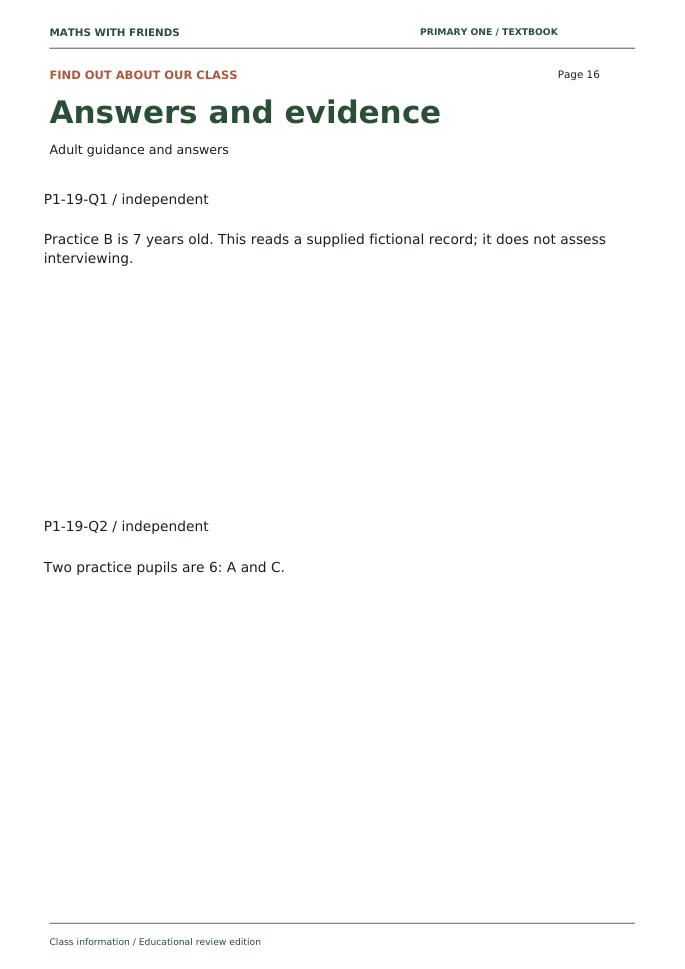 MATHS WITH FRIENDS
PRIMARY ONE / TEXTBOOK
FIND OUT ABOUT OUR CLASS
Page 16
Answers and evidence
Adult guidance and answers
P1-19-Q1 / independent
Practice B is 7 years old. This reads a supplied fictional record; it does not assess
interviewing.
P1-19-Q2 / independent
Two practice pupils are 6: A and C.
Class information / Educational review edition